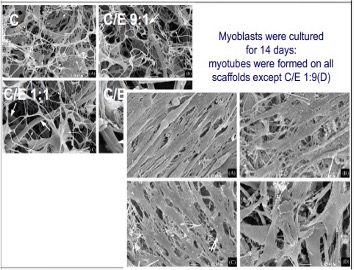 C
C/E 9:1
(A)
(B)
C/E 1:1
C/E
Myoblasts were cultured
for 14 days:
myotubes were formed on all
scaffolds except C/E 1:9(D)
(A)
(B)
(C)
(D)